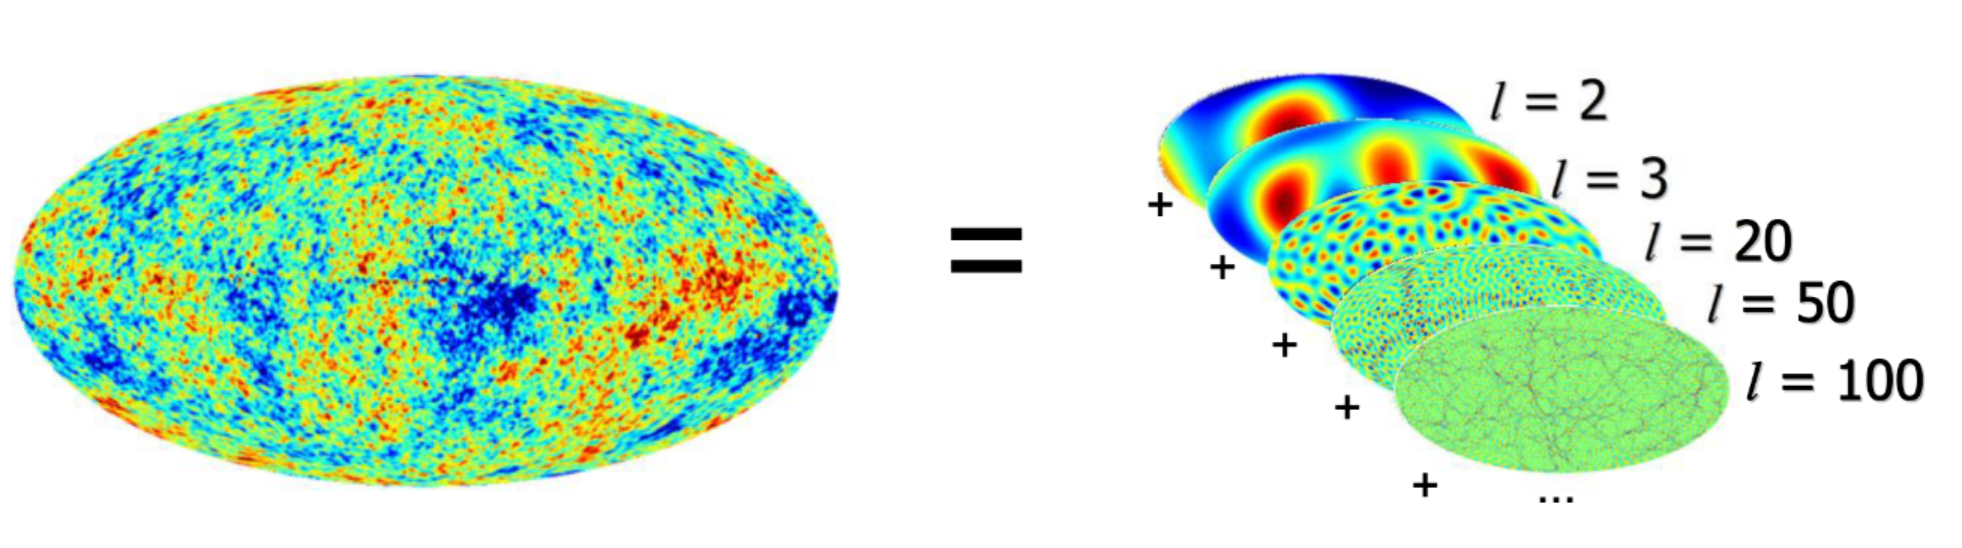 l = 2
l = 3
+
l = 20
=
+
l = 50
+
l = 100
+
+ ...